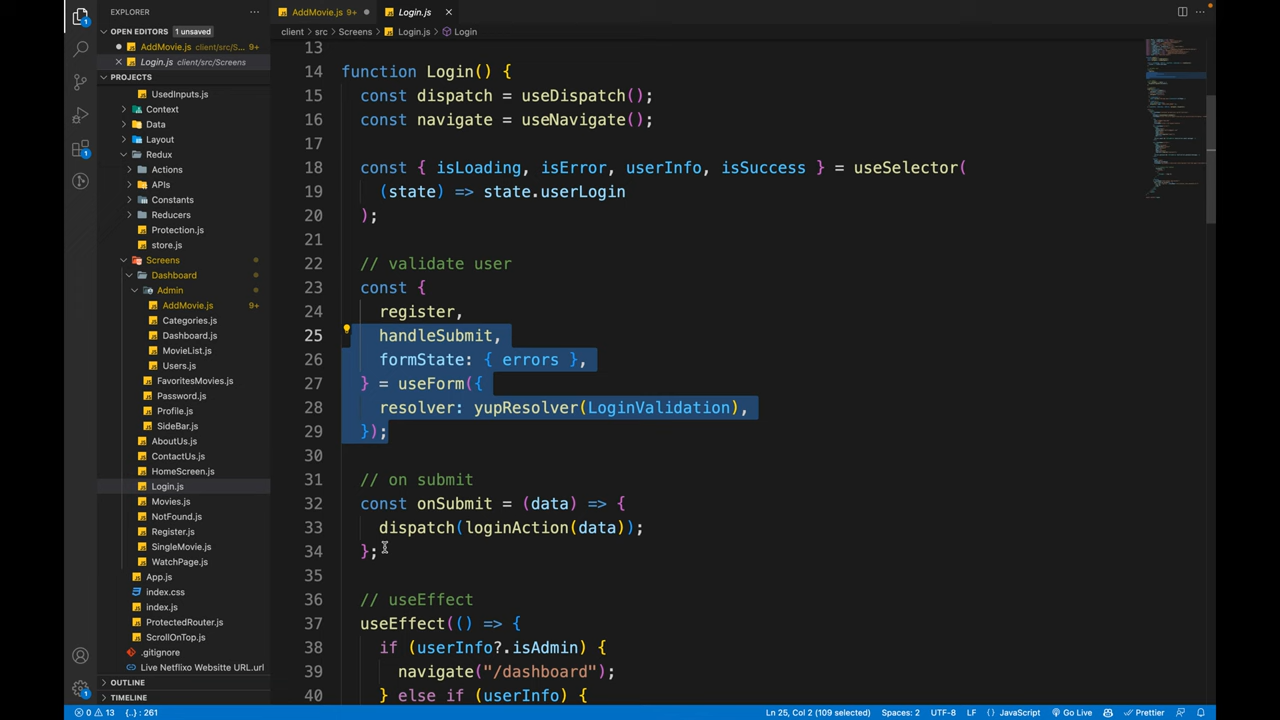 EXPLORER
OPEN EDITORS 1 unsaved
AddMovie.js client/src/S... 9+
Login.js client/src/Screens
PROJECTS
UsedInputs.js
Context
Data
Layout
Redux
Actions
APIs
Constants
Reducers
Protection.js
store.js
Screens
Dashboard
Admin
AddMovie.js 9+
Categories.js
Dashboard.js
MovieList.js
Users.js
FavoritesMovies.js
Password.js
Profile.js
SideBar.js
AboutUs.js
ContactUs.js
HomeScreen.js
Login.js
Movies.js
NotFound.js
Register.js
SingleMovie.js
WatchPage.js
App.js
index.css
index.js
ProtectedRouter.js
ScrollOnTop.js
.gitignore
Live Netflixo Websitte URL.url
OUTLINE
TIMELINE
AddMovie.js 9+
Login.js
client > src > Screens > Login.js > Login
13
14 function Login() {
15 const dispatch = useDispatch();
16 const navigate = useNavigate();
17
18 const { isLoading, isError, userInfo, isSuccess } = useSelector(
19 (state) => state.userLogin
20 );
21
22 // validate user
23 const {
24 register,
25 handleSubmit,
26 formState: { errors },
27 } = useForm({
28 resolver: yupResolver(LoginValidation),
29 });
30
31 // on submit
32 const onSubmit = (data) => {
33 dispatch(loginAction(data));
34 };
35
36 // useEffect
37 useEffect(() => {
38 if (userInfo?.isAdmin) {
39 navigate("/dashboard");
40 } else if (userInfo) {
0 13 {..}: 261 Ln 25, Col 2 (109 selected) Spaces: 2 UTF-8 LF {} JavaScript Go Live Prettier